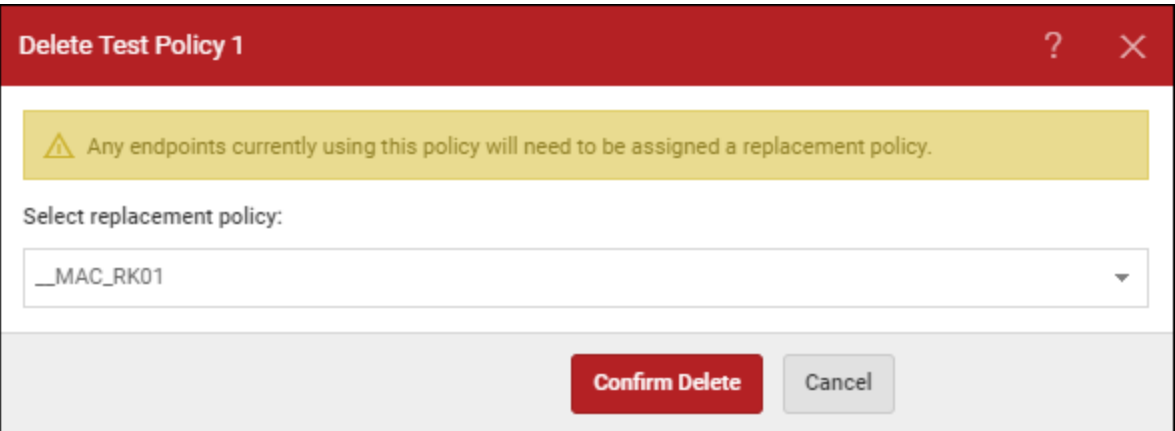 Delete Test Policy 1 ?
Any endpoints currently using this policy will need to be assigned a replacement policy.
Select replacement policy:
__MAC_RK01
Confirm Delete Cancel